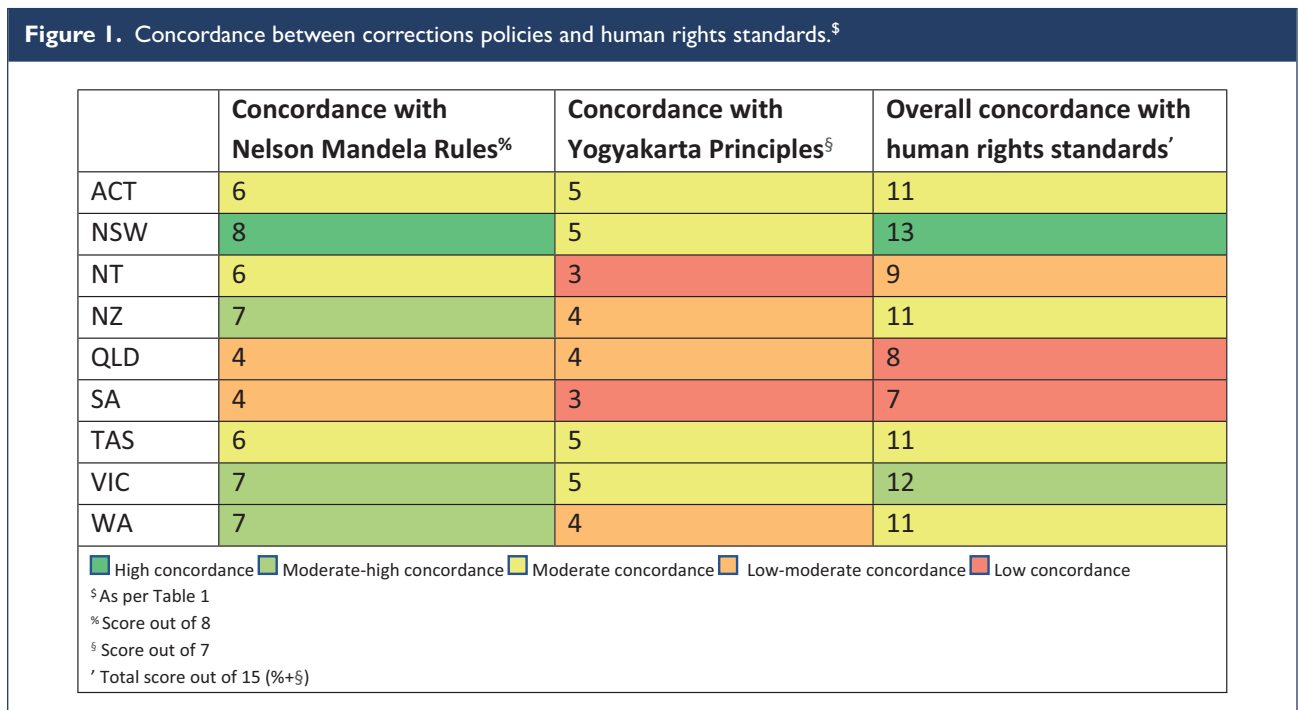 Figure 1. Concordance between corrections policies and human rights standards.$
Concordance with Nelson Mandela Rules% Concordance with Yogyakarta Principles§ Overall concordance with human rights standards′
ACT 6 5 11
NSW 8 5 13
NT 6 3 9
NZ 7 4 11
QLD 4 4 8
SA 4 3 7
TAS 6 5 11
VIC 7 5 12
WA 7 4 11
High concordance Moderate-high concordance Moderate concordance Low-moderate concordance Low concordance
$ As per Table 1
% Score out of 8
§ Score out of 7
′ Total score out of 15 (%+§)